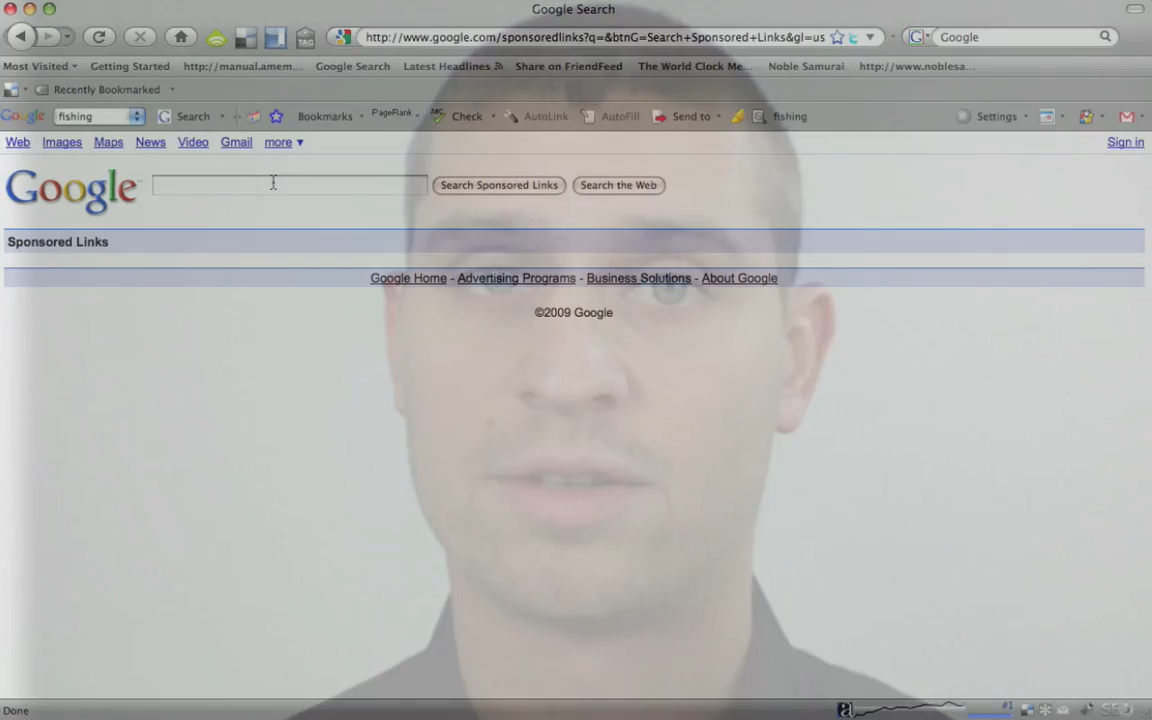 Google Search
http://www.google.com/sponsoredlinks?q=&btnG=Search+Sponsored+Links&gl=us
Google
Most Visited Getting Started http://manual.amem... Google Search Latest Headlines Share on FriendFeed The World Clock Me... Noble Samurai http://www.noblesa...
Recently Bookmarked
Google fishing Search Bookmarks PageRank Check AutoLink AutoFill Send to fishing Settings
Web Images Maps News Video Gmail more Sign in
Google Search Sponsored Links Search the Web
Sponsored Links
Google Home - Advertising Programs - Business Solutions - About Google
©2009 Google
Done